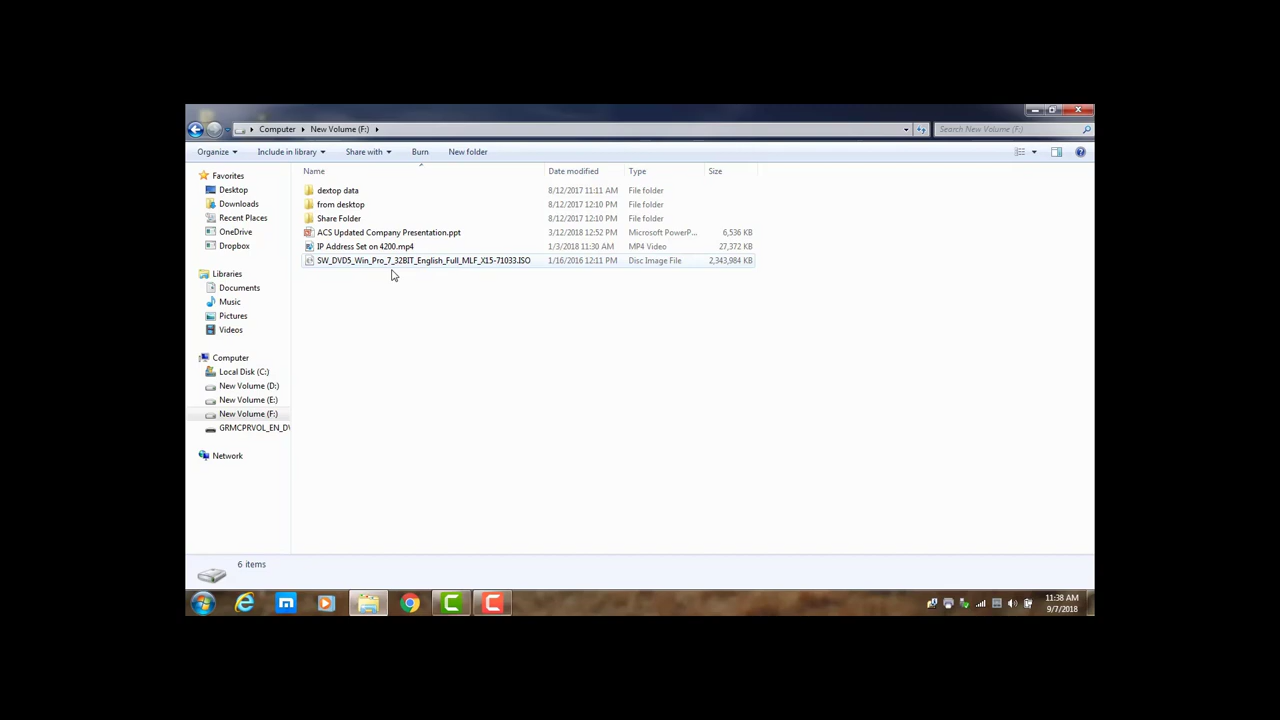 Computer ▸ New Volume (F:) ▸
Search New Volume (F:)
Organize
Include in library
Share with
Burn
New folder
Name
Date modified
Type
Size
Favorites
Desktop
Downloads
Recent Places
OneDrive
Dropbox
Libraries
Documents
Music
Pictures
Videos
Computer
Local Disk (C:)
New Volume (D:)
New Volume (E:)
New Volume (F:)
GRMCPRVOL_EN_DV
Network
dextop data 8/12/2017 11:11 AM File folder
from desktop 8/12/2017 12:10 PM File folder
Share Folder 8/12/2017 12:10 PM File folder
ACS Updated Company Presentation.ppt 3/12/2018 12:52 PM Microsoft PowerP... 6,536 KB
IP Address Set on 4200.mp4 1/3/2018 11:30 AM MP4 Video 27,372 KB
SW_DVD5_Win_Pro_7_32BIT_English_Full_MLF_X15-71033.ISO 1/16/2016 12:11 PM Disc Image File 2,343,984 KB
6 items
11:38 AM
9/7/2018